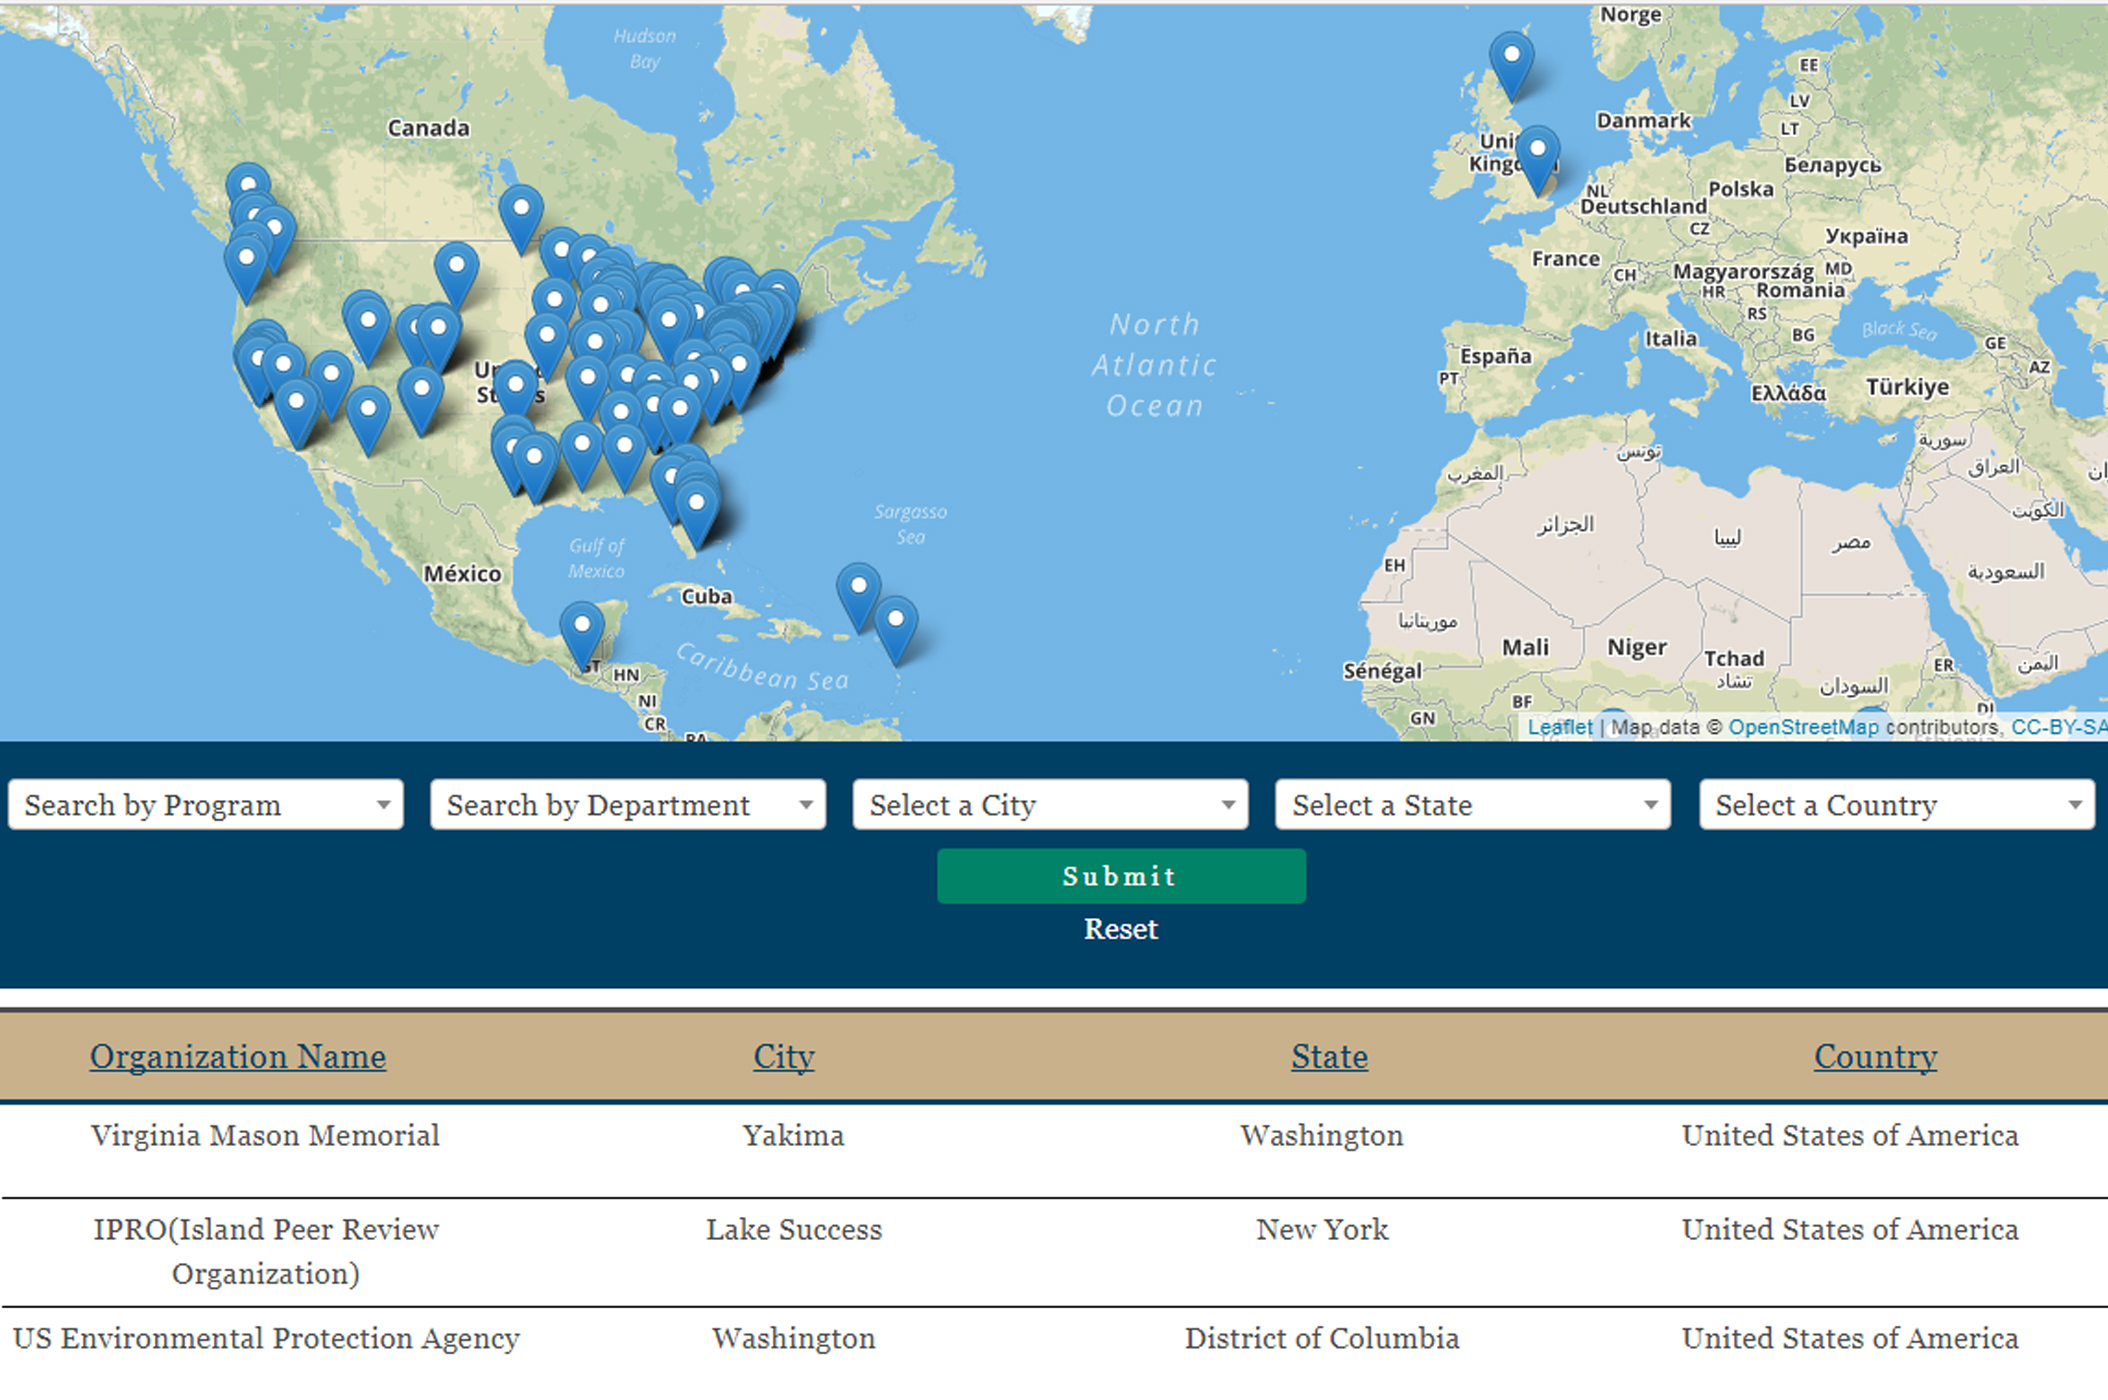 Hudson
Bay
Norge
EE
Canada
LV
Danmark
LT
Беларусь
NL
Polska
Deutschland
CZ
Україна
France
CH
Magyarország
MD
HR
România
North
Atlantic
Ocean
RS
Black Sea
BG
Italia
GE
España
AZ
PT
Ελλάδα
Türkiye
سورية
تونس
العراق
المغرب
Sargasso
Sea
الجزائر
ليبيا
مصر
الكويت
Gulf of
Mexico
México
EH
السعودية
Cuba
موريتانيا
Mali
Niger
Tchad
تشاد
HN
Caribbean Sea
Sénégal
ER
اليمن
السودان
NI
BF
CR
GN
DJ
PA
Leaflet | Map data © OpenStreetMap contributors, CC-BY-SA
Search by Program
Search by Department
Select a City
Select a State
Select a Country
Submit
Reset
Organization Name City State Country
Virginia Mason Memorial Yakima Washington United States of America
IPRO(Island Peer Review
Organization) Lake Success New York United States of America
US Environmental Protection Agency Washington District of Columbia United States of America